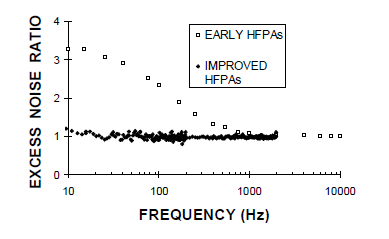 4
EARLY HFPAs
IMPROVED
HFPAs
3
2
1
0
EXCESS NOISE RATIO
10 100 1000 10000
FREQUENCY (Hz)